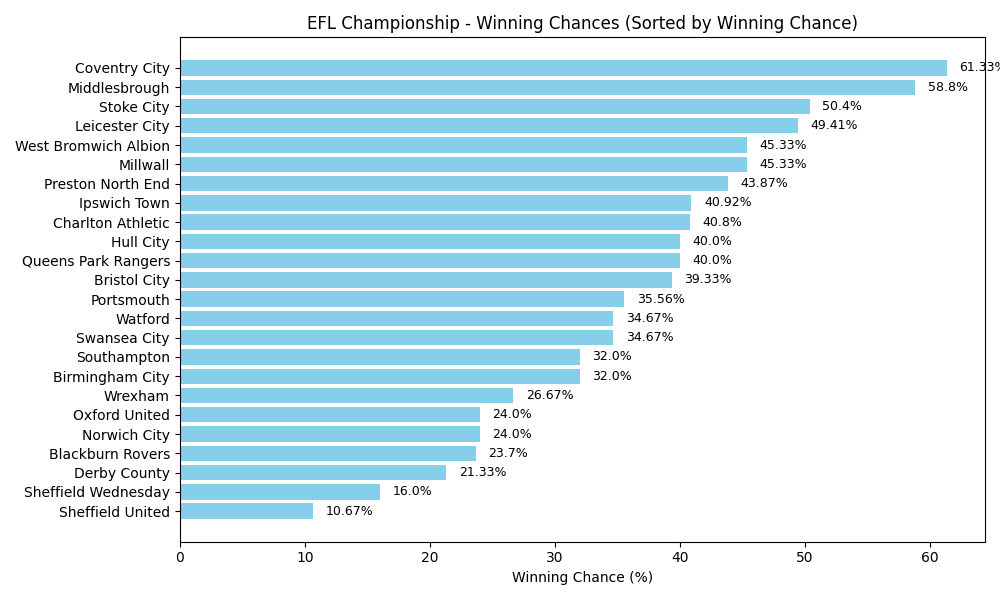 EFL Championship - Winning Chances (Sorted by Winning Chance)
Coventry City 61.33%
Middlesbrough 58.8%
Stoke City 50.4%
Leicester City 49.41%
West Bromwich Albion 45.33%
Millwall 45.33%
Preston North End 43.87%
Ipswich Town 40.92%
Charlton Athletic 40.8%
Hull City 40.0%
Queens Park Rangers 40.0%
Bristol City 39.33%
Portsmouth 35.56%
Watford 34.67%
Swansea City 34.67%
Southampton 32.0%
Birmingham City 32.0%
Wrexham 26.67%
Oxford United 24.0%
Norwich City 24.0%
Blackburn Rovers 23.7%
Derby County 21.33%
Sheffield Wednesday 16.0%
Sheffield United 10.67%
0 10 20 30 40 50 60
Winning Chance (%)